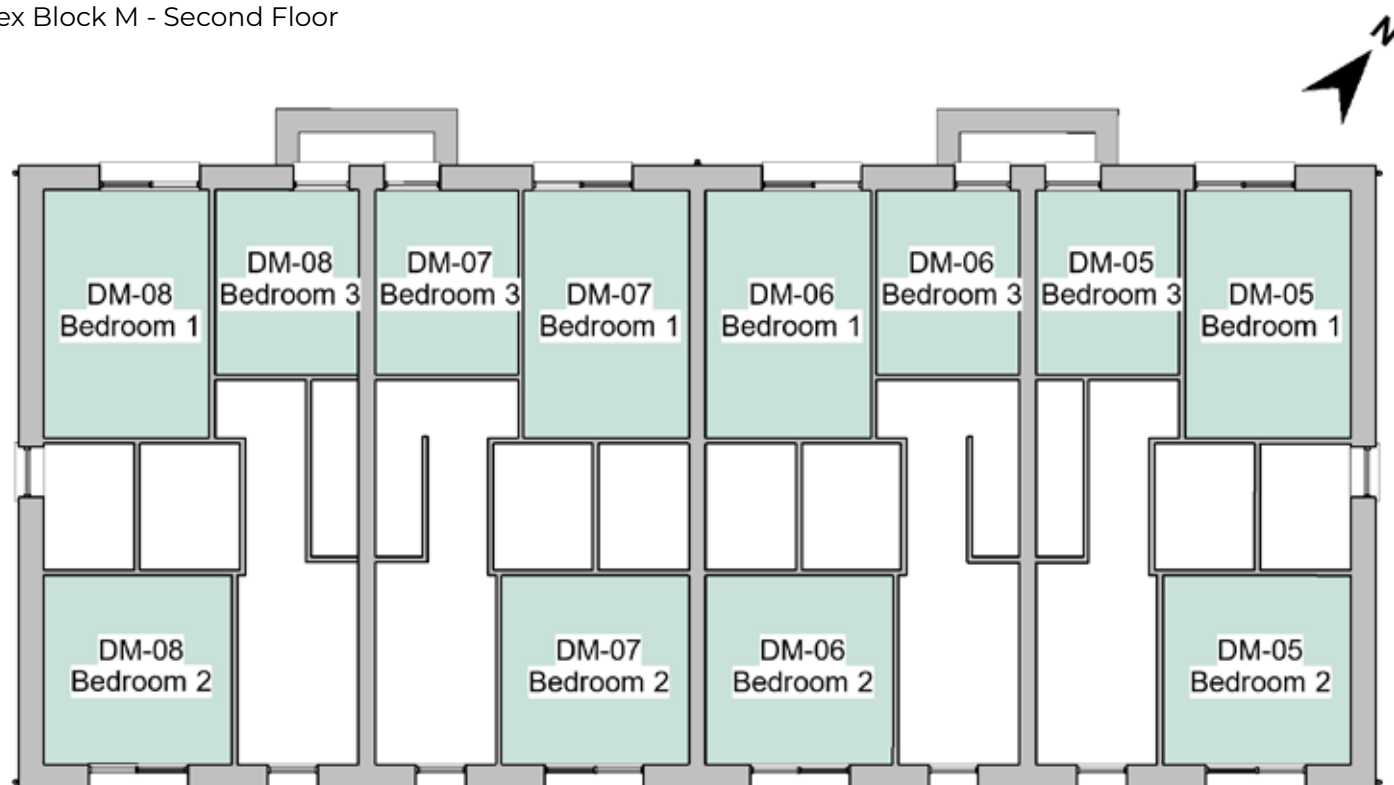 ex Block M - Second Floor
N
DM-08
Bedroom 1
DM-08
Bedroom 3
DM-07
Bedroom 3
DM-07
Bedroom 1
DM-06
Bedroom 1
DM-06
Bedroom 3
DM-05
Bedroom 3
DM-05
Bedroom 1
DM-08
Bedroom 2
DM-07
Bedroom 2
DM-06
Bedroom 2
DM-05
Bedroom 2